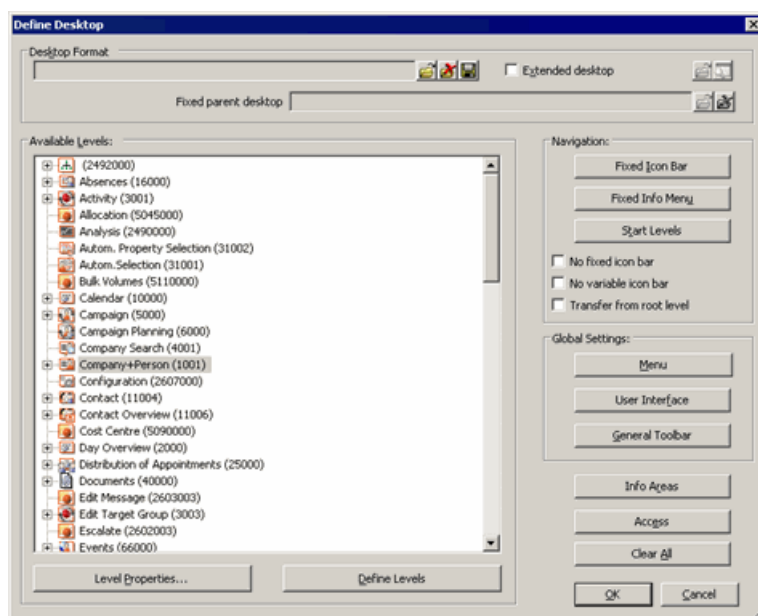 Define Desktop
Desktop Format
Extended desktop
Fixed parent desktop
Available Levels:
(2492000)
Absences (16000)
Activity (3001)
Allocation (5045000)
Analysis (2490000)
Autom. Property Selection (31002)
Autom.Selection (31001)
Bulk Volumes (5110000)
Calendar (10000)
Campaign (5000)
Campaign Planning (6000)
Company Search (4001)
Company+Person (1001)
Configuration (2607000)
Contact (11004)
Contact Overview (11006)
Cost Centre (5090000)
Day Overview (2000)
Distribution of Appointments (25000)
Documents (40000)
Edit Message (2603003)
Edit Target Group (3003)
Escalate (2602003)
Events (66000)
Level Properties...
Define Levels
Navigation:
Fixed Icon Bar
Fixed Info Menu
Start Levels
No fixed icon bar
No variable icon bar
Transfer from root level
Global Settings:
Menu
User Interface
General Toolbar
Info Areas
Access
Clear All
OK
Cancel